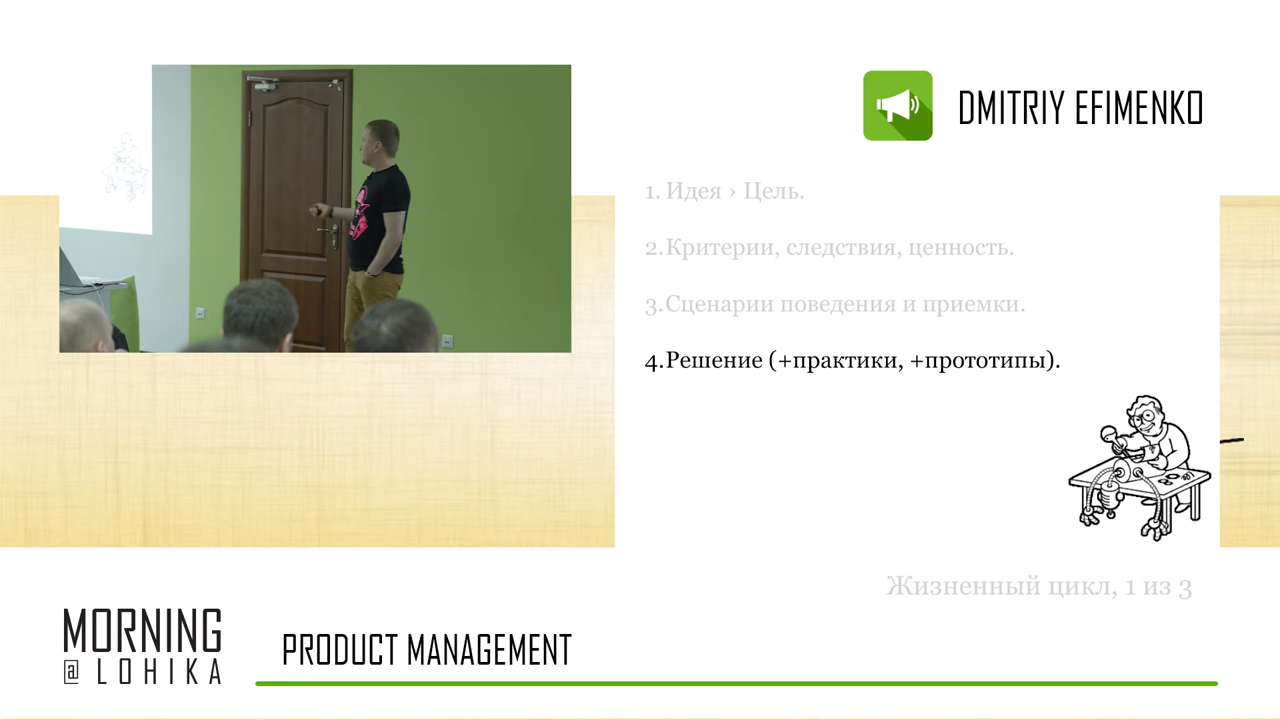 DMITRIY EFIMENKO
1. Идея › Цель.
2.Критерии, следствия, ценность.
3.Сценарии поведения и приемки.
4.Решение (+практики, +прототипы).
Жизненный цикл, 1 из 3
MORNING
@LOHIKA
PRODUCT MANAGEMENT